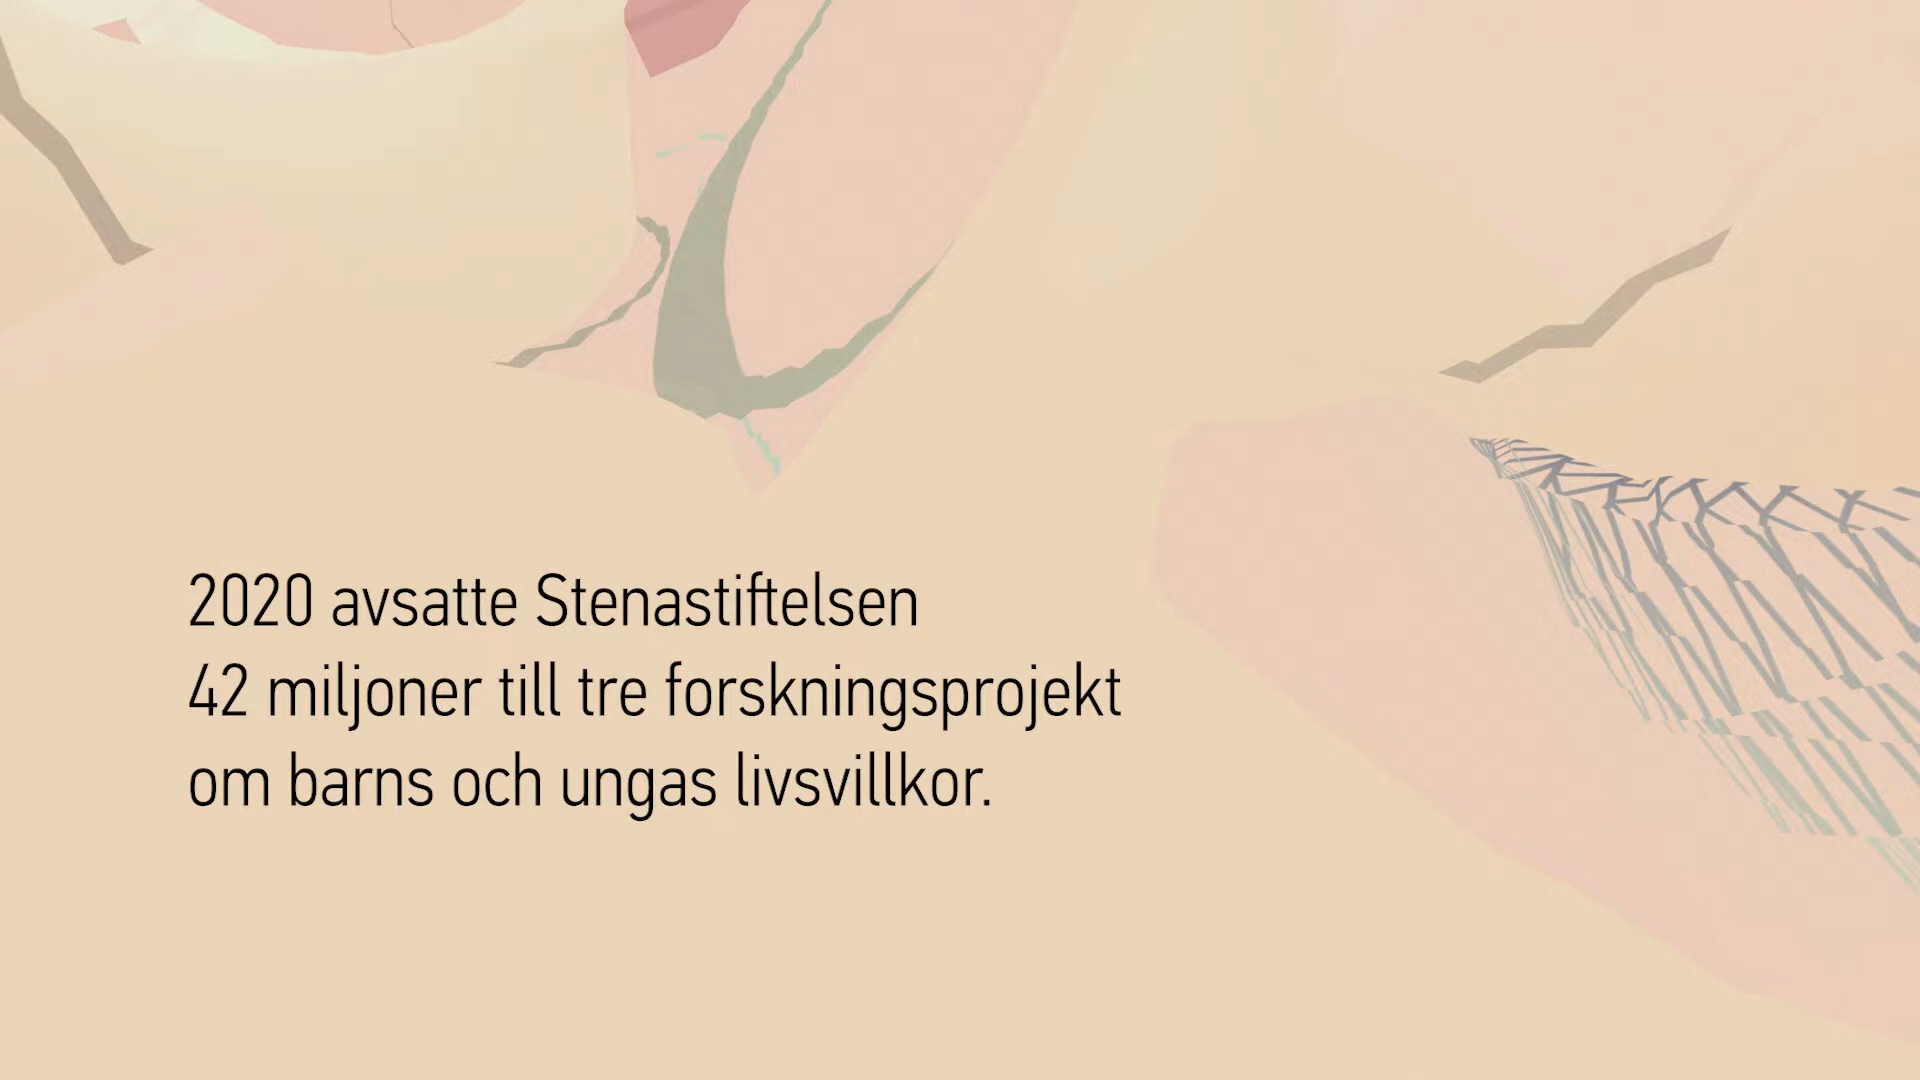 2020 avsatte Stenastiftelsen
42 miljoner till tre forskningsprojekt
om barns och ungas livsvillkor.